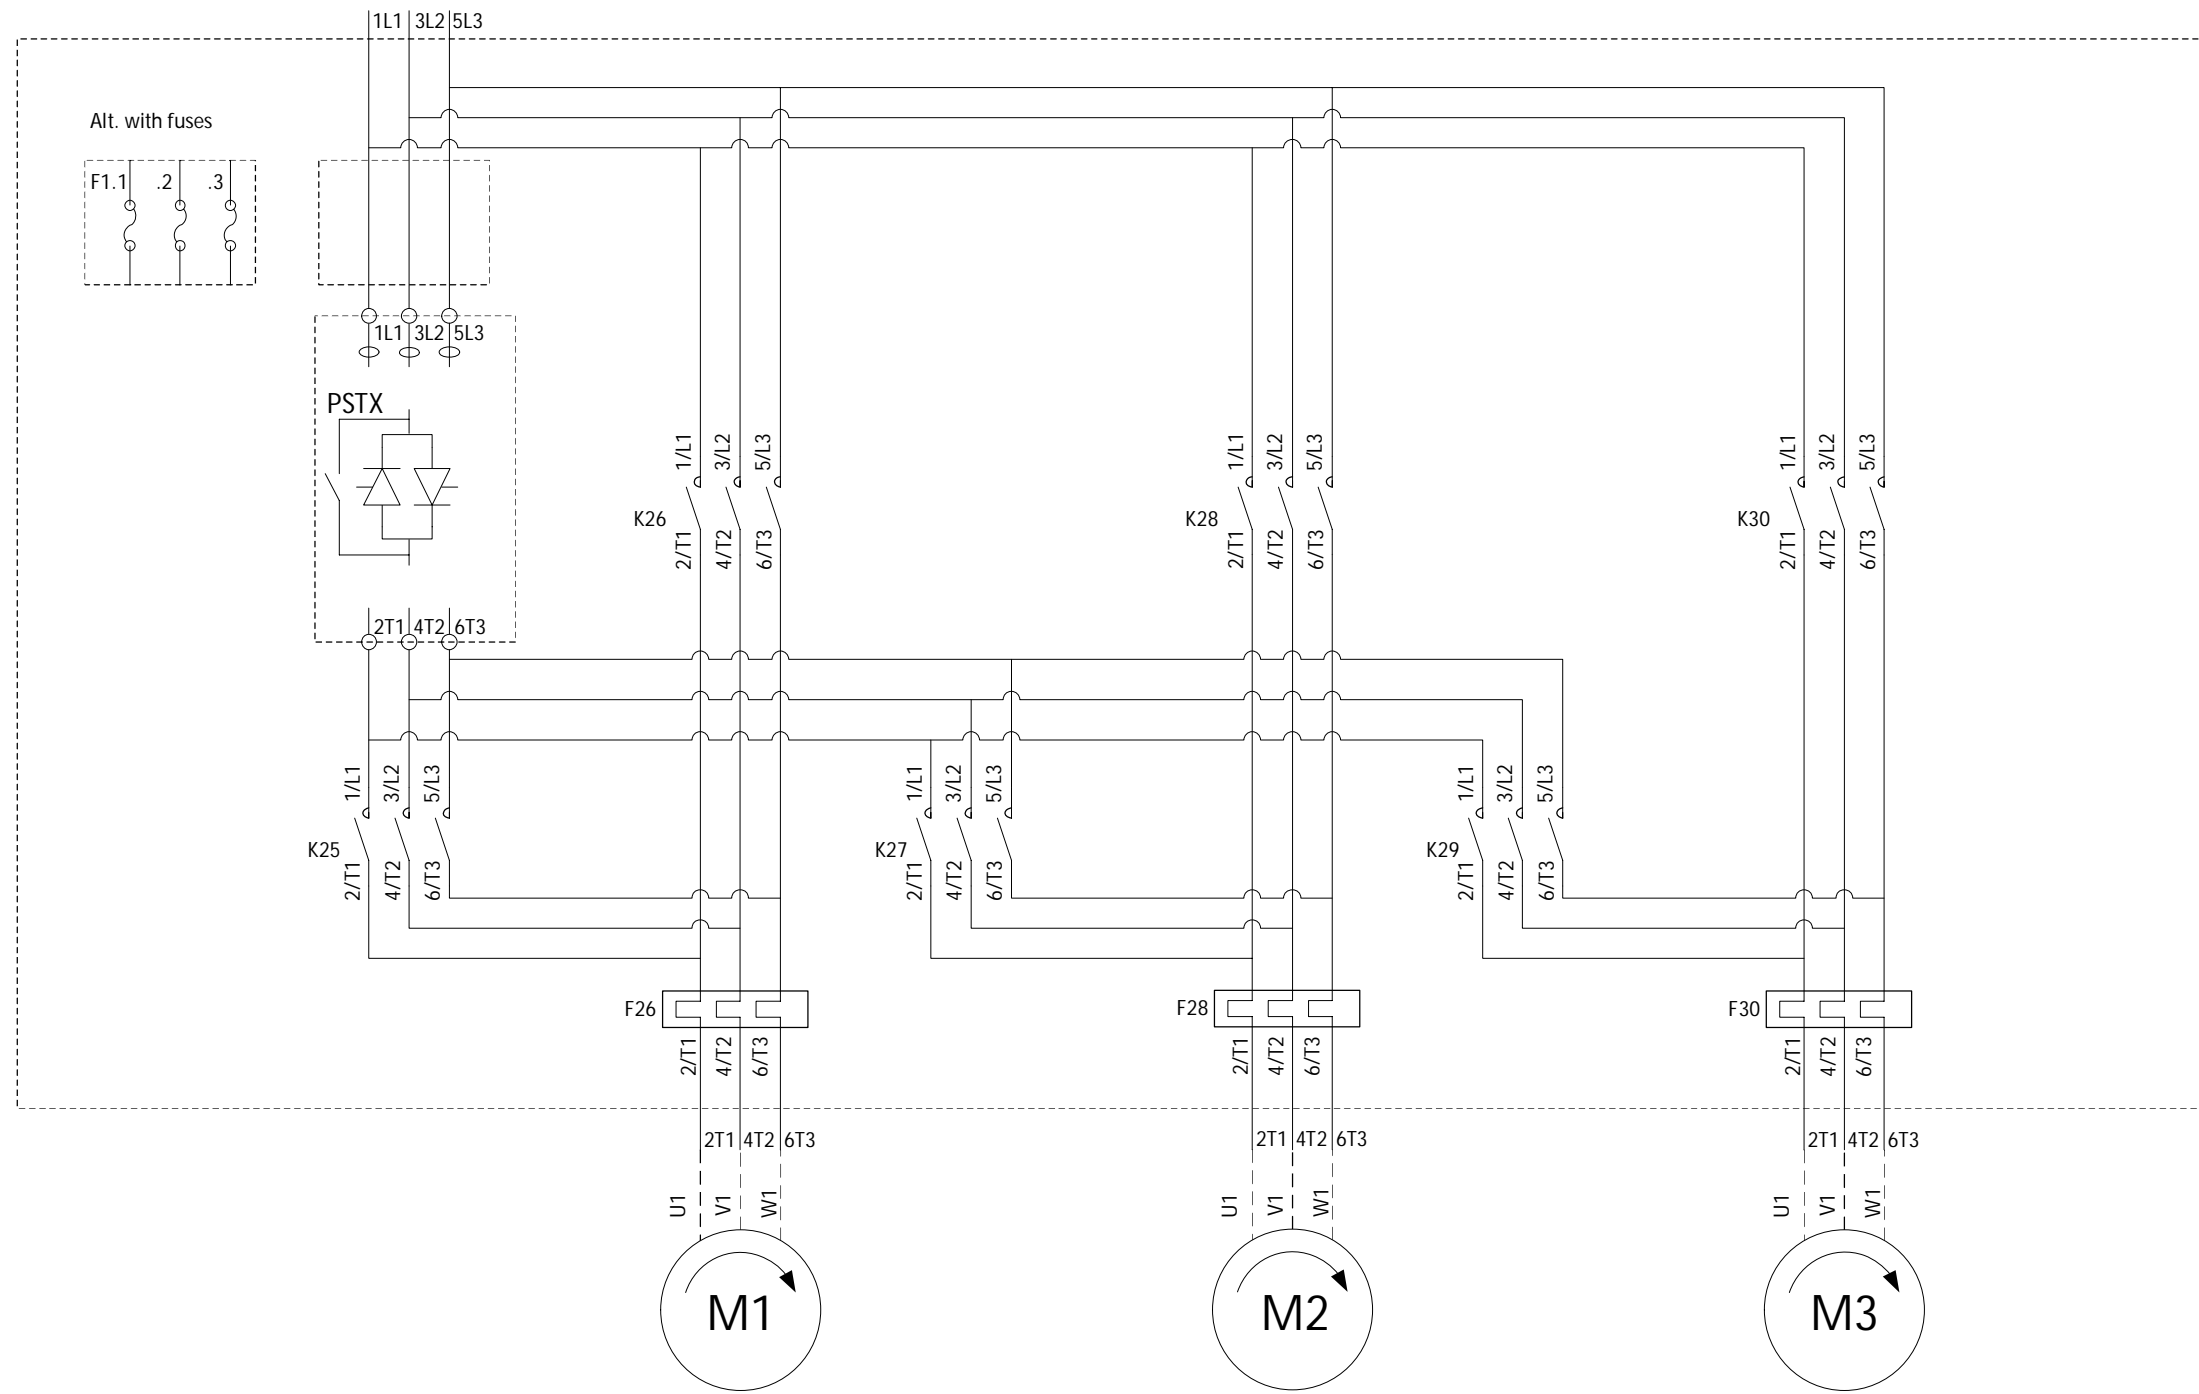 1L1 3L2 5L3
Alt. with fuses
F1.1 .2 .3
1L1 3L2 5L3
PSTX
1/L1 3/L2 5/L3
1/L1 3/L2 5/L3
1/L1 3/L2 5/L3
K26
K28
K30
2/T1 4/T2 6/T3
2/T1 4/T2 6/T3
2/T1 4/T2 6/T3
2T1 4T2 6T3
1/L1 3/L2 5/L3
1/L1 3/L2 5/L3
1/L1 3/L2 5/L3
K25
K27
K29
2/T1 4/T2 6/T3
2/T1 4/T2 6/T3
2/T1 4/T2 6/T3
F26
F28
F30
2/T1 4/T2 6/T3
2/T1 4/T2 6/T3
2/T1 4/T2 6/T3
2T1 4T2 6T3
2T1 4T2 6T3
2T1 4T2 6T3
U1 V1 W1
U1 V1 W1
U1 V1 W1
M1
M2
M3